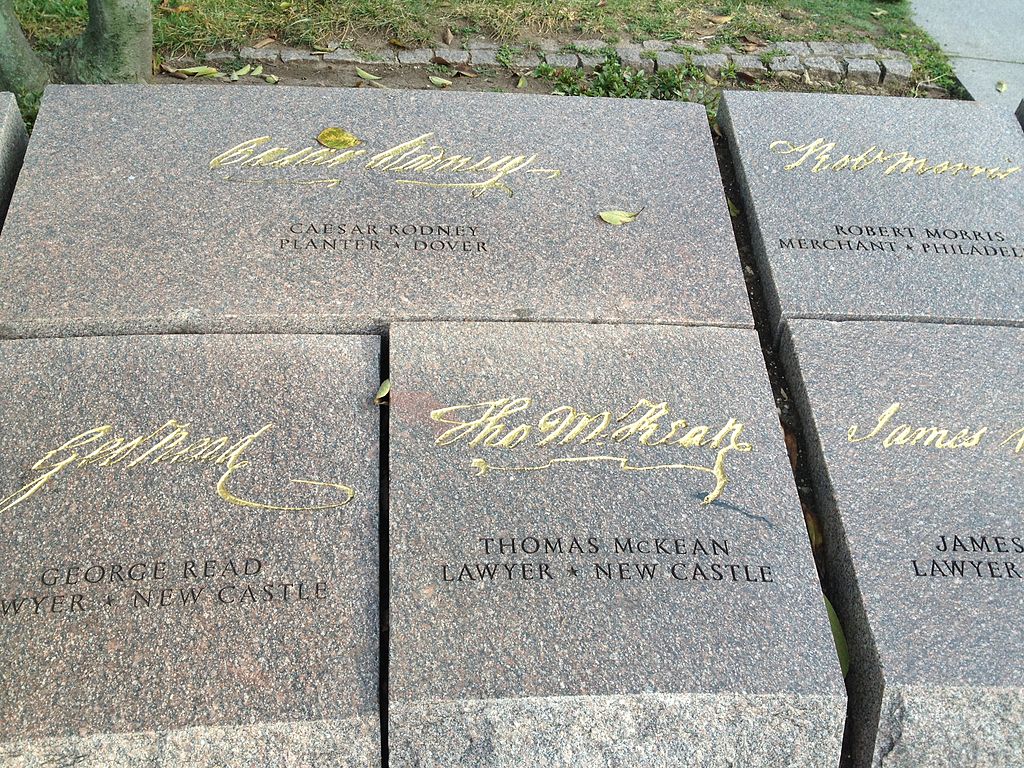 Caesar Rodney
CAESAR RODNEY
PLANTER ★ DOVER
Robt Morris
ROBERT MORRIS
MERCHANT ★ PHILADEL
Geo Read
GEORGE READ
WYER ★ NEW CASTLE
Tho M Kean
THOMAS McKEAN
LAWYER ★ NEW CASTLE
James
JAMES
LAWYER